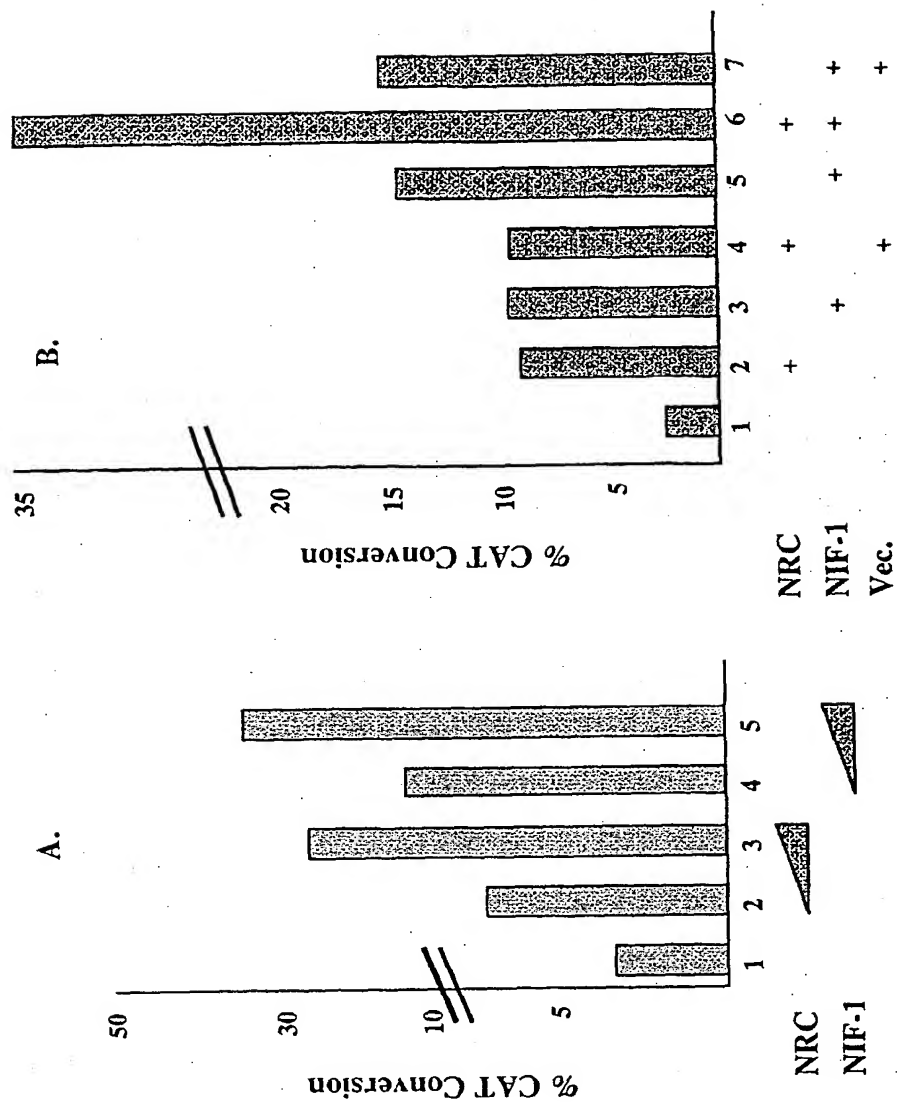 A.
50
30
10
5
% CAT Conversion
1 2 3 4 5
NRC
NIF-1
B.
35
20
15
10
5
% CAT Conversion
1 2 3 4 5 6 7
NRC + + +
NIF-1 + + + +
Vec. + +